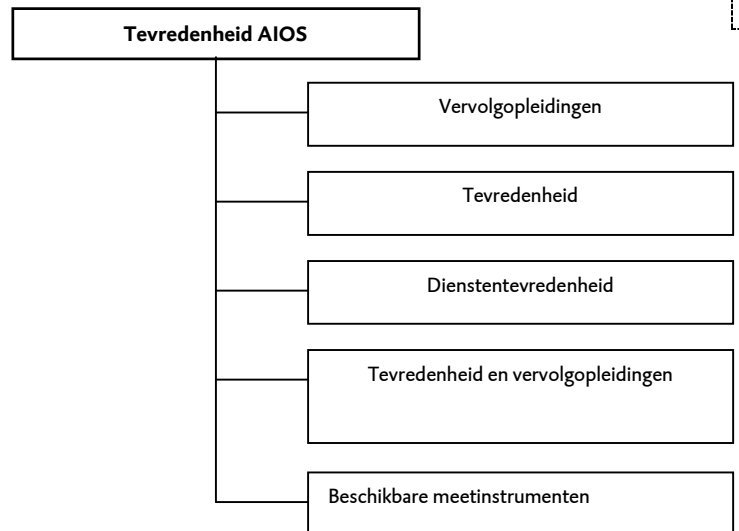 Tevredenheid AIOS
Vervolgopleidingen
Tevredenheid
Dienstentevredenheid
Tevredenheid en vervolgopleidingen
Beschikbare meetinstrumenten